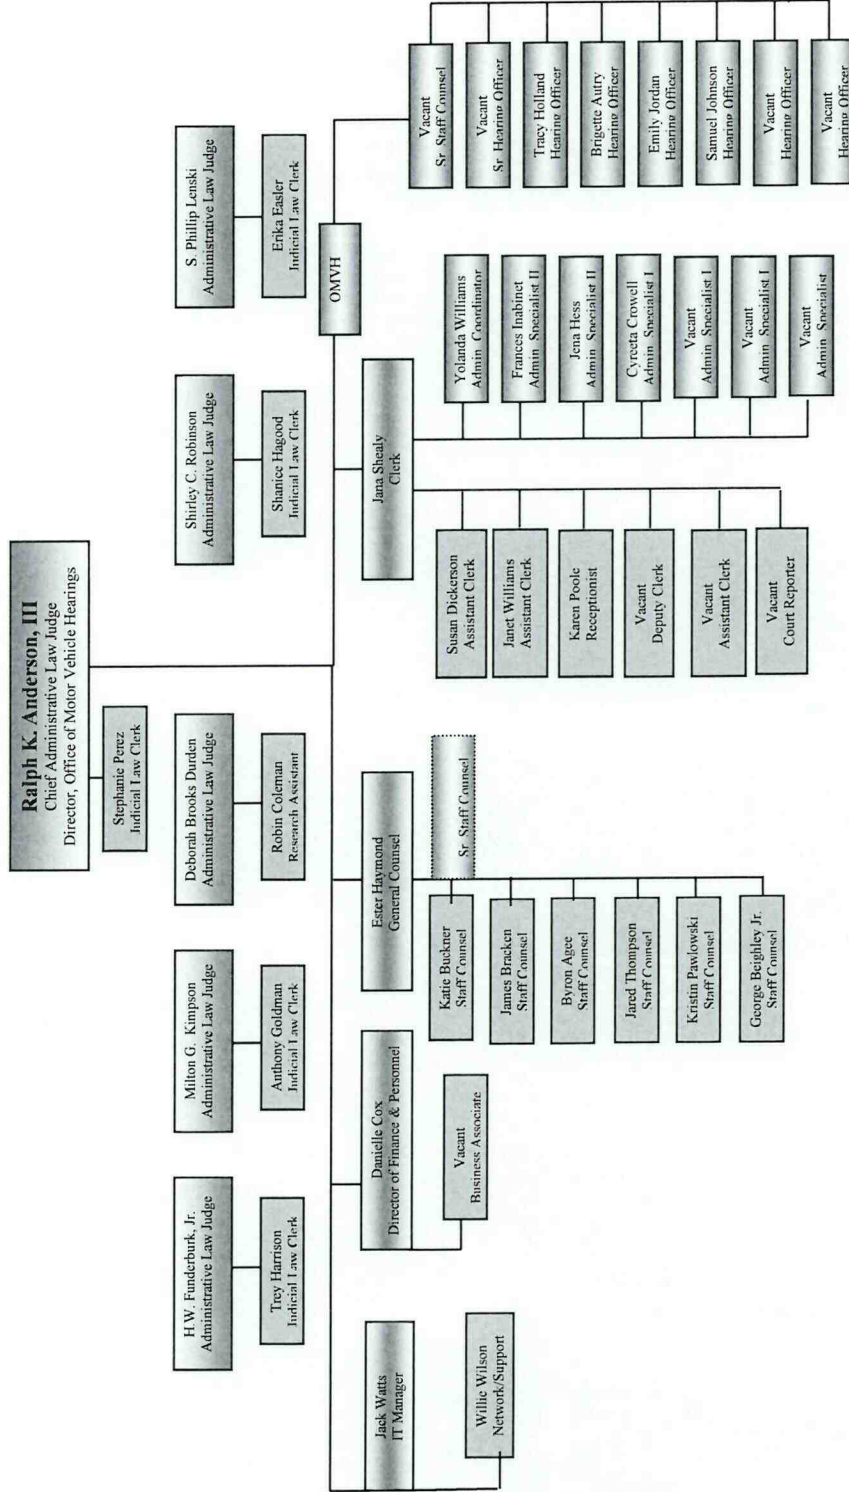 Ralph K. Anderson, III
Chief Administrative Law Judge
Director, Office of Motor Vehicle Hearings
Stephanie Perez
Judicial Law Clerk
H.W. Funderburk, Jr.
Administrative Law Judge
Trey Harrison
Judicial Law Clerk
Milton G. Kimpson
Administrative Law Judge
Anthony Goldman
Judicial Law Clerk
Deborah Brooks Durden
Administrative Law Judge
Robin Coleman
Research Assistant
Shirley C. Robinson
Administrative Law Judge
Shanice Hagood
Judicial Law Clerk
S. Phillip Lenski
Administrative Law Judge
Erika Easler
Judicial Law Clerk
Jack Watts
IT Manager
Willie Wilson
Network/Support
Danielle Cox
Director of Finance & Personnel
Vacant
Business Associate
Ester Haymond
General Counsel
Sr. Staff Counsel
Katie Buckner
Staff Counsel
James Bracken
Staff Counsel
Byron Agee
Staff Counsel
Jared Thompson
Staff Counsel
Kristin Pawlowski
Staff Counsel
George Beighley Jr.
Staff Counsel
Jana Shealy
Clerk
Susan Dickerson
Assistant Clerk
Janet Williams
Assistant Clerk
Karen Poole
Receptionist
Vacant
Deputy Clerk
Vacant
Assistant Clerk
Vacant
Court Reporter
Yolanda Williams
Admin. Coordinator
Frances Inabinet
Admin. Specialist II
Jena Hess
Admin. Specialist II
Cyreeta Crowell
Admin. Specialist I
Vacant
Admin. Specialist I
Vacant
Admin. Specialist I
Vacant
Admin. Specialist
OMVH
Vacant
Sr. Staff Counsel
Vacant
Sr. Hearing Officer
Tracy Holland
Hearing Officer
Brigette Autry
Hearing Officer
Emily Jordan
Hearing Officer
Samuel Johnson
Hearing Officer
Vacant
Hearing Officer
Vacant
Hearing Officer